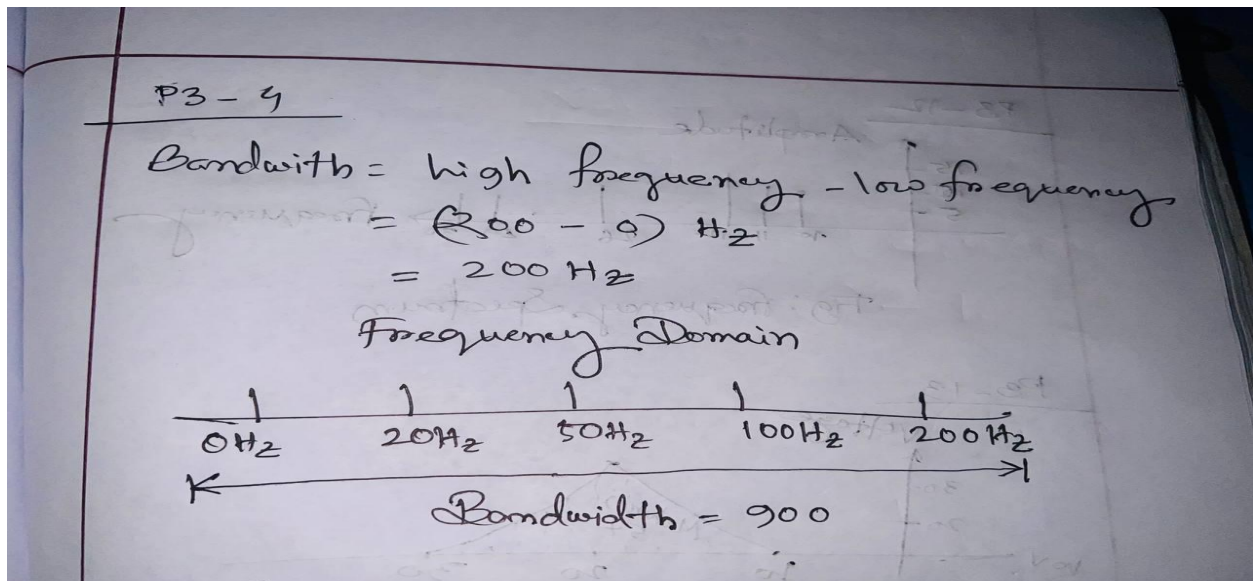 P3 - 4
Bandwith = high frequency - low frequency
= (200 - 0) Hz
= 200 Hz
Frequency Domain
0Hz 20Hz 50Hz 100Hz 200Hz
Bandwidth = 900